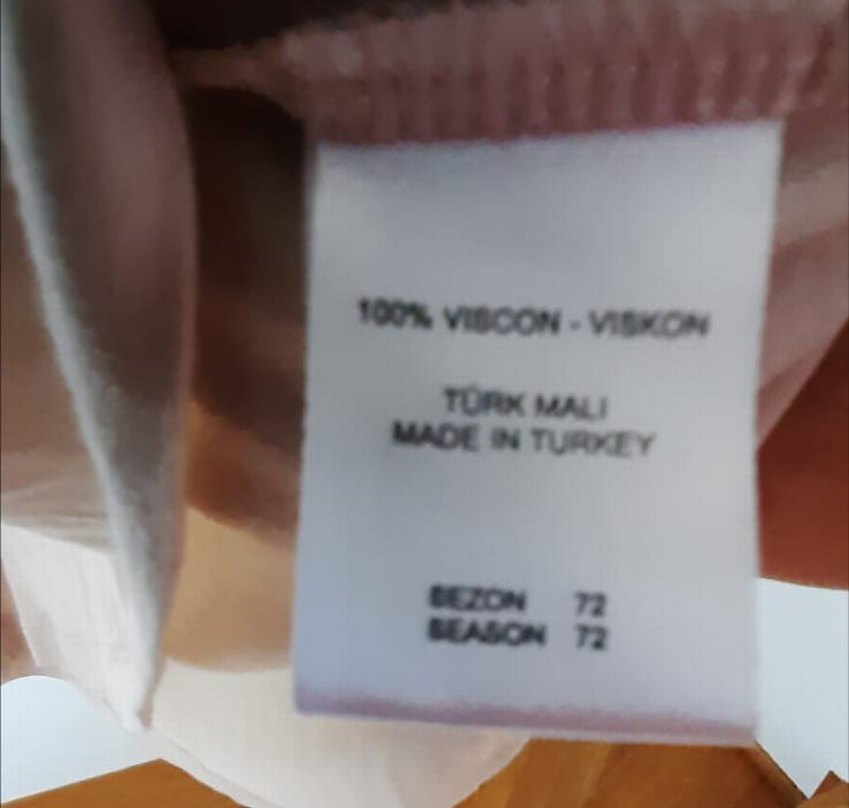 100% VISCON - VISKON
TÜRK MALI
MADE IN TURKEY
SEZON 72
SEASON 72